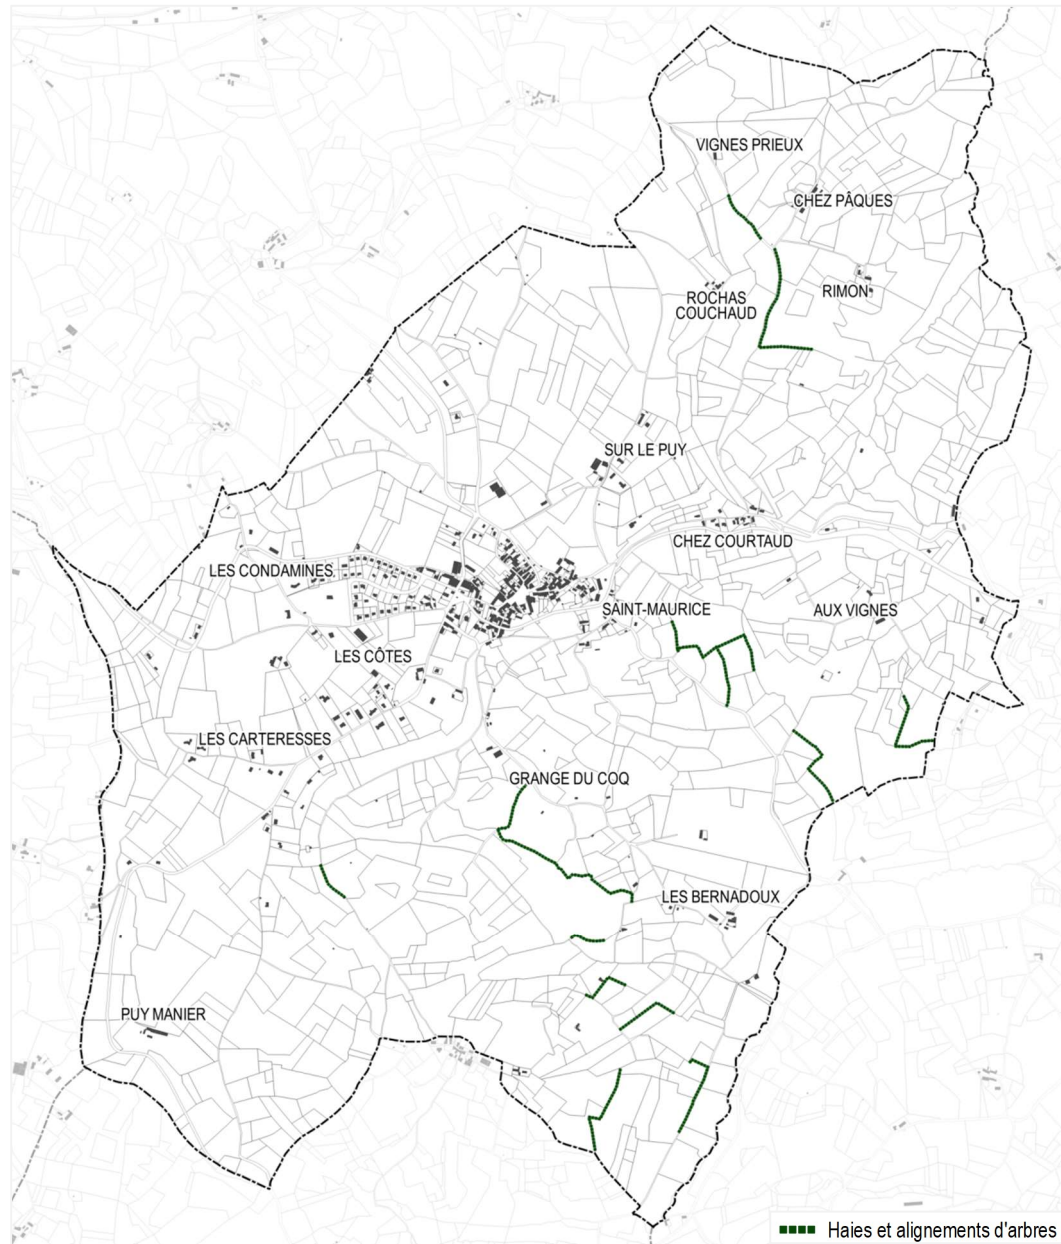 VIGNES PRIEUX
CHEZ PÂQUES
RIMON
ROCHAS
COUCHAUD
SUR LE PUY
CHEZ COURTAUD
LES CONDAMINES
SAINT-MAURICE
AUX VIGNES
LES CÔTES
LES CARTERESSES
GRANGE DU COQ
LES BERNADOUX
PUY MANIER
Haies et alignements d'arbres